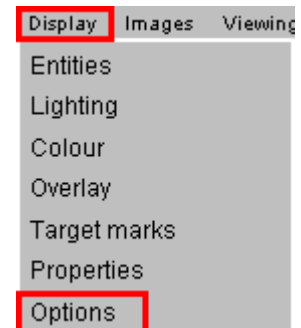 Display Images Viewing
Entities
Lighting
Colour
Overlay
Target marks
Properties
Options